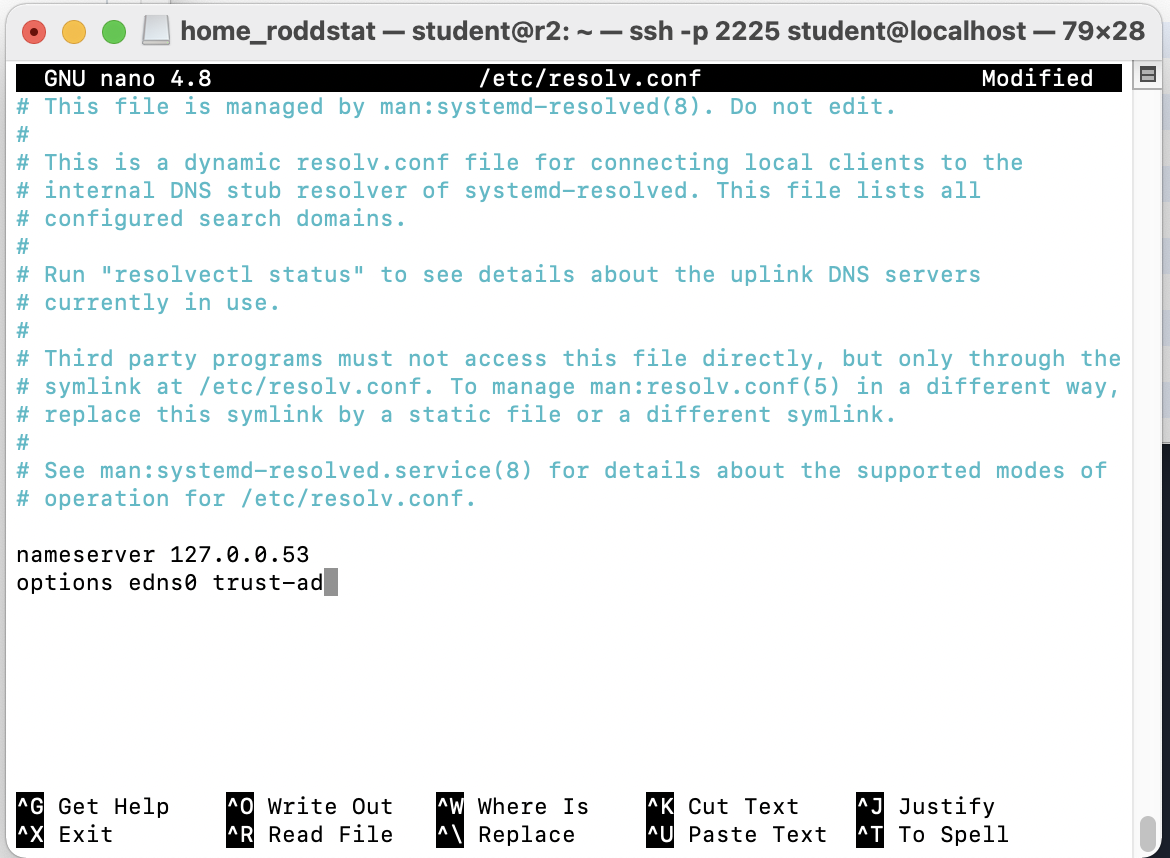 home_roddstat — student@r2: ~ — ssh -p 2225 student@localhost — 79×28
GNU nano 4.8 /etc/resolv.conf Modified
# This file is managed by man:systemd-resolved(8). Do not edit.
#
# This is a dynamic resolv.conf file for connecting local clients to the
# internal DNS stub resolver of systemd-resolved. This file lists all
# configured search domains.
#
# Run "resolvectl status" to see details about the uplink DNS servers
# currently in use.
#
# Third party programs must not access this file directly, but only through the
# symlink at /etc/resolv.conf. To manage man:resolv.conf(5) in a different way,
# replace this symlink by a static file or a different symlink.
#
# See man:systemd-resolved.service(8) for details about the supported modes of
# operation for /etc/resolv.conf.

nameserver 127.0.0.53
options edns0 trust-ad

^G Get Help ^O Write Out ^W Where Is ^K Cut Text ^J Justify
^X Exit ^R Read File ^\ Replace ^U Paste Text ^T To Spell